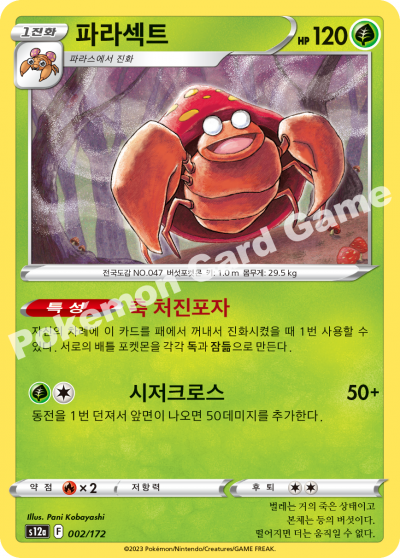 1진화
파라섹트
HP 120
파라스에서 진화
전국도감 NO.047 버섯포켓몬 키: 1.0 m 몸무게: 29.5 kg
특성 축 처진포자
자신의 차례에 이 카드를 패에서 꺼내서 진화시켰을 때 1번 사용할 수
있다. 서로의 배틀 포켓몬을 각각 독과 잠듦으로 만든다.
시저크로스 50+
동전을 1번 던져서 앞면이 나오면 50데미지를 추가한다.
약점 ×2 저항력 후퇴
Illus. Pani Kobayashi
s12a F 002/172
벌레는 거의 죽은 상태이고
본체는 등의 버섯이다.
떨어지면 더는 움직일 수 없다.
©2023 Pokémon/Nintendo/Creatures/GAME FREAK.
Pokémon Card Game